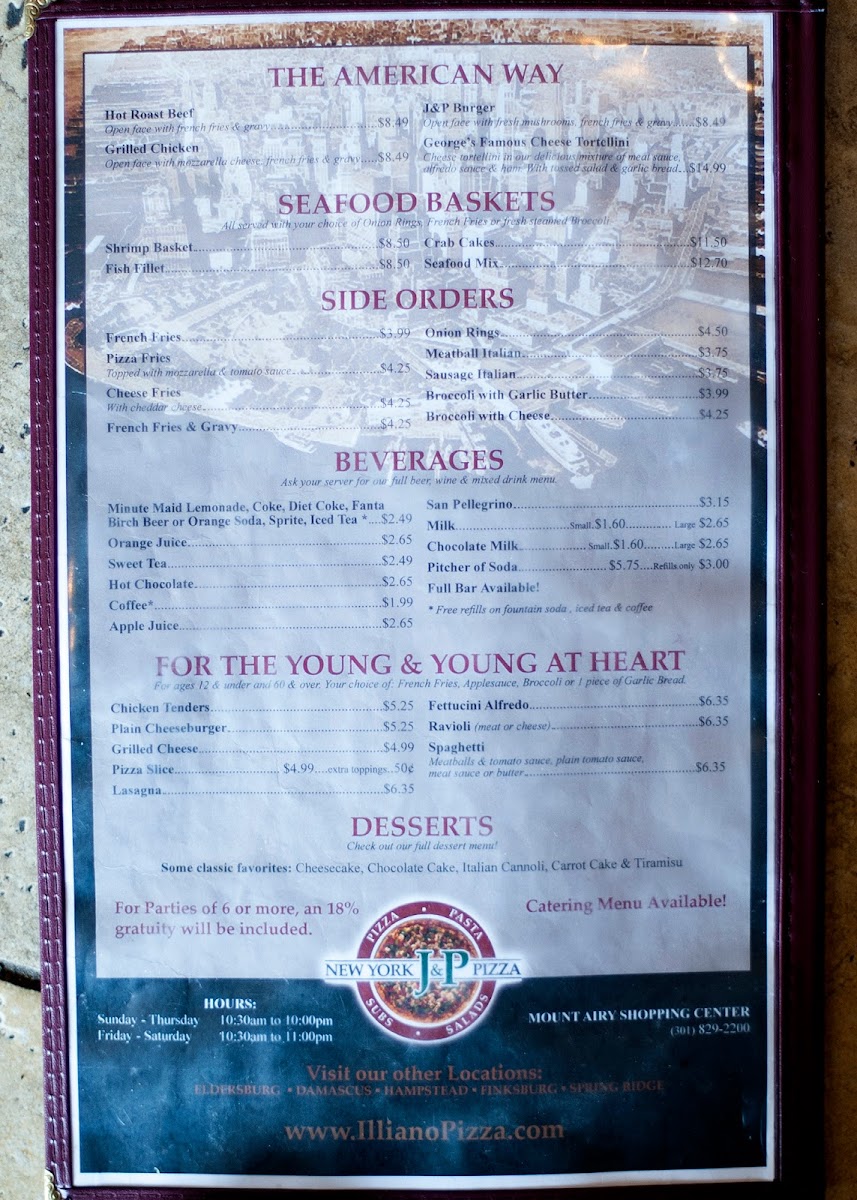 THE AMERICAN WAY
Hot Roast Beef
Open face with french fries & gravy.....$8.49
Grilled Chicken
Open face with mozzarella cheese, french fries & gravy.....$8.49
J&P Burger
Open face with fresh mushrooms, french fries & gravy.....$8.49
George's Famous Cheese Tortellini
Cheese tortellini in our delicious mixture of meat sauce,
alfredo sauce & ham. With tossed salad & garlic bread...$14.99
SEAFOOD BASKETS
All served with your choice of Onion Rings, French Fries or fresh steamed Broccoli
Shrimp Basket.....$8.50
Fish Fillet.....$8.50
Crab Cakes.....$11.50
Seafood Mix.....$12.70
SIDE ORDERS
French Fries.....$3.99
Pizza Fries
Topped with mozzarella & tomato sauce.....$4.25
Cheese Fries
With cheddar cheese.....$4.25
French Fries & Gravy.....$4.25
Onion Rings.....$4.50
Meatball Italian.....$3.75
Sausage Italian.....$3.75
Broccoli with Garlic Butter.....$3.99
Broccoli with Cheese.....$4.25
BEVERAGES
Ask your server for our full beer, wine & mixed drink menu.
Minute Maid Lemonade, Coke, Diet Coke, Fanta
Birch Beer or Orange Soda, Sprite, Iced Tea *....$2.49
Orange Juice.....$2.65
Sweet Tea.....$2.49
Hot Chocolate.....$2.65
Coffee*.....$1.99
Apple Juice.....$2.65
San Pellegrino.....$3.15
Milk.....Small.$1.60.....Large $2.65
Chocolate Milk.....Small.$1.60.....Large $2.65
Pitcher of Soda.....$5.75....Refills only $3.00
Full Bar Available!
* Free refills on fountain soda , iced tea & coffee
FOR THE YOUNG & YOUNG AT HEART
For ages 12 & under and 60 & over. Your choice of: French Fries, Applesauce, Broccoli or 1 piece of Garlic Bread.
Chicken Tenders.....$5.25
Plain Cheeseburger.....$5.25
Grilled Cheese.....$4.99
Pizza Slice.....$4.99....extra toppings..50¢
Lasagna.....$6.35
Fettucini Alfredo.....$6.35
Ravioli (meat or cheese).....$6.35
Spaghetti
Meatballs & tomato sauce, plain tomato sauce,
meat sauce or butter.....$6.35
DESSERTS
Check out our full dessert menu!
Some classic favorites: Cheesecake, Chocolate Cake, Italian Cannoli, Carrot Cake & Tiramisu
For Parties of 6 or more, an 18%
gratuity will be included.
Catering Menu Available!
PIZZA • PASTA
NEW YORK J&P PIZZA
SUBS • SALADS
HOURS:
Sunday - Thursday 10:30am to 10:00pm
Friday - Saturday 10:30am to 11:00pm
MOUNT AIRY SHOPPING CENTER
(301) 829-2200
Visit our other Locations:
ELDERSBURG • DAMASCUS • HAMPSTEAD • FINKSBURG • SPRING RIDGE
www.IllianoPizza.com